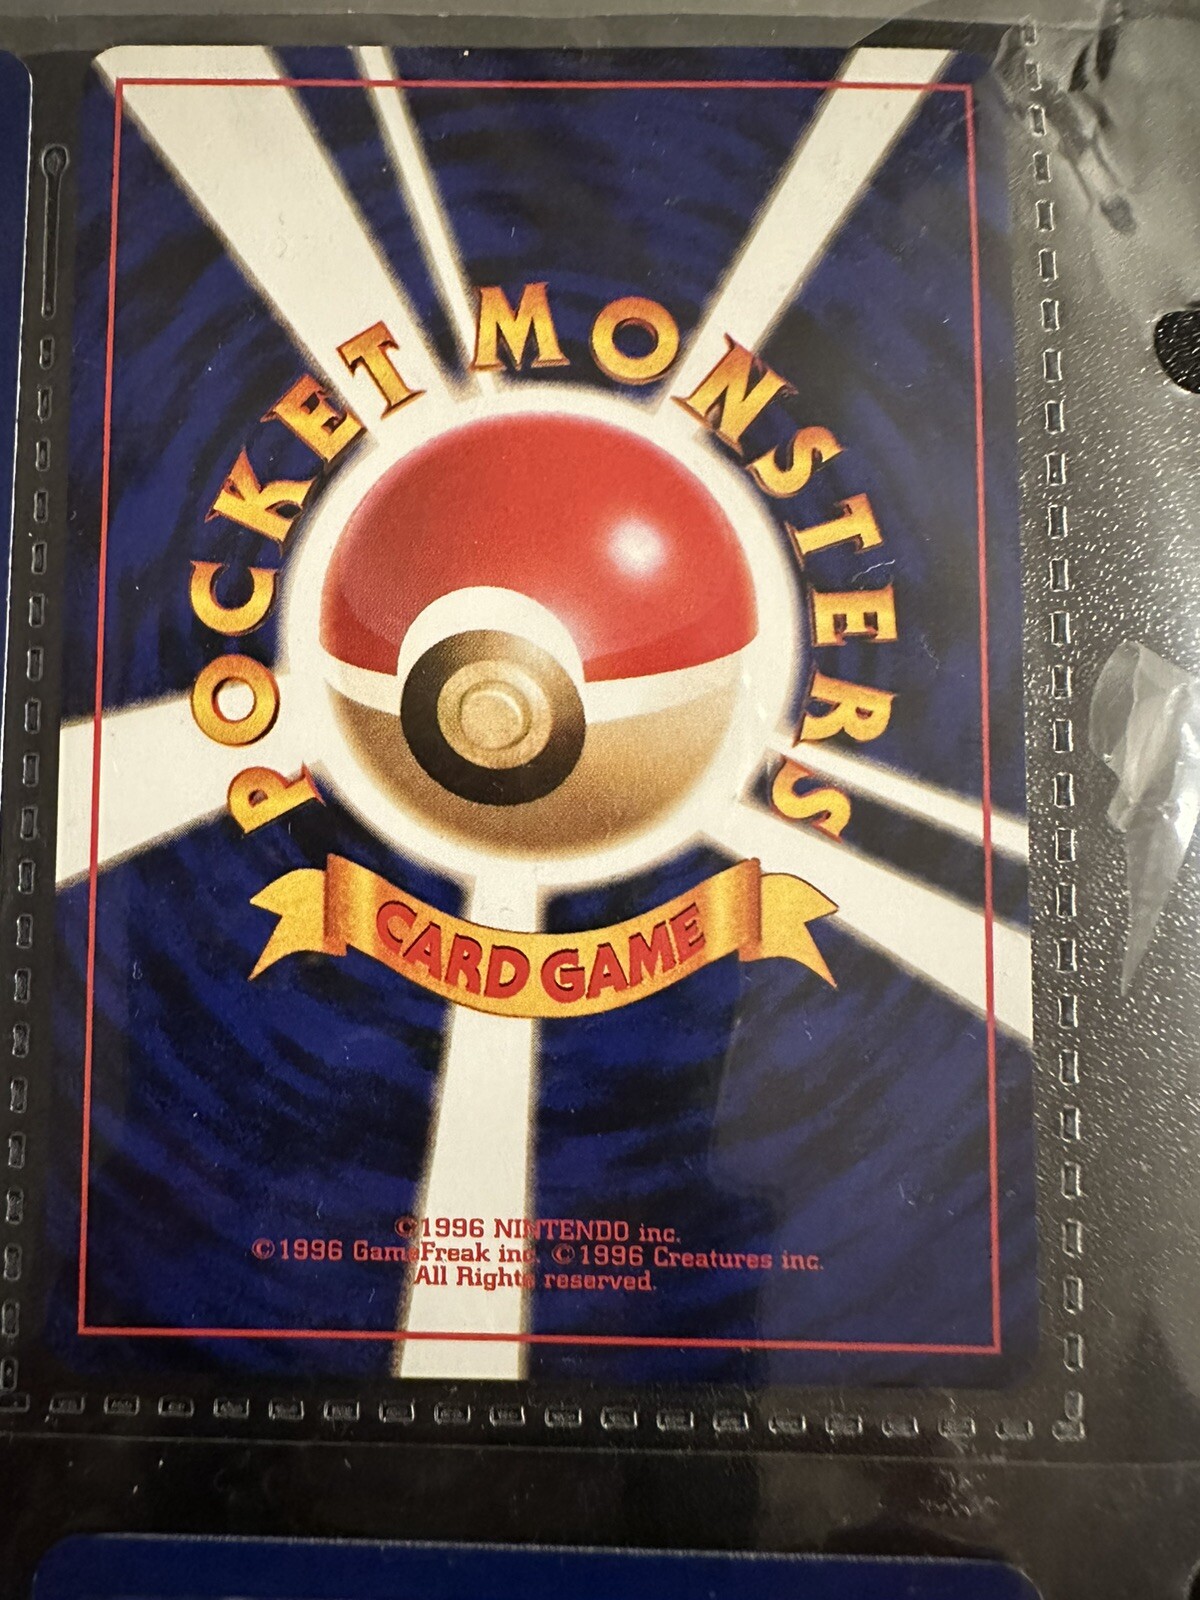 POCKET MONSTERS
CARD GAME
©1996 NINTENDO inc.
©1996 GameFreak inc. ©1996 Creatures inc.
All Rights reserved.